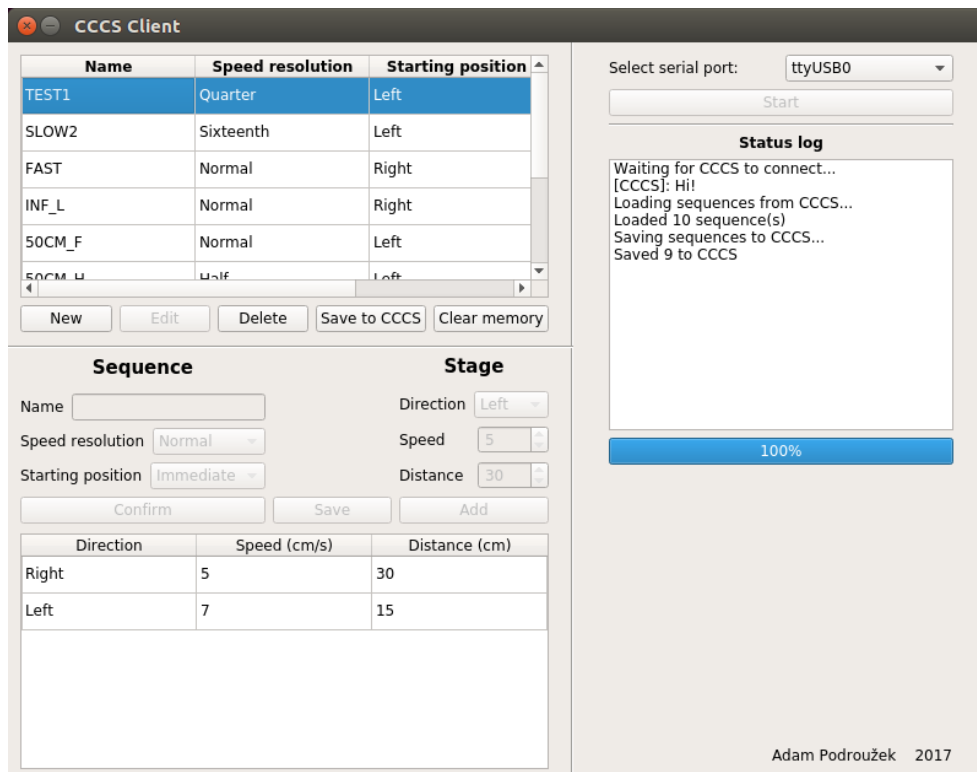 CCCS Client
Name Speed resolution Starting position
TEST1 Quarter Left
SLOW2 Sixteenth Left
FAST Normal Right
INF_L Normal Right
50CM_F Normal Left
50CM_H Half Left
New Edit Delete Save to CCCS Clear memory
Sequence
Name
Speed resolution Normal
Starting position Immediate
Confirm Save
Stage
Direction Left
Speed 5
Distance 30
Add
Direction Speed (cm/s) Distance (cm)
Right 5 30
Left 7 15
Select serial port: ttyUSB0
Start
Status log
Waiting for CCCS to connect...
[CCCS]: Hi!
Loading sequences from CCCS...
Loaded 10 sequence(s)
Saving sequences to CCCS...
Saved 9 to CCCS
100%
Adam Podroužek 2017